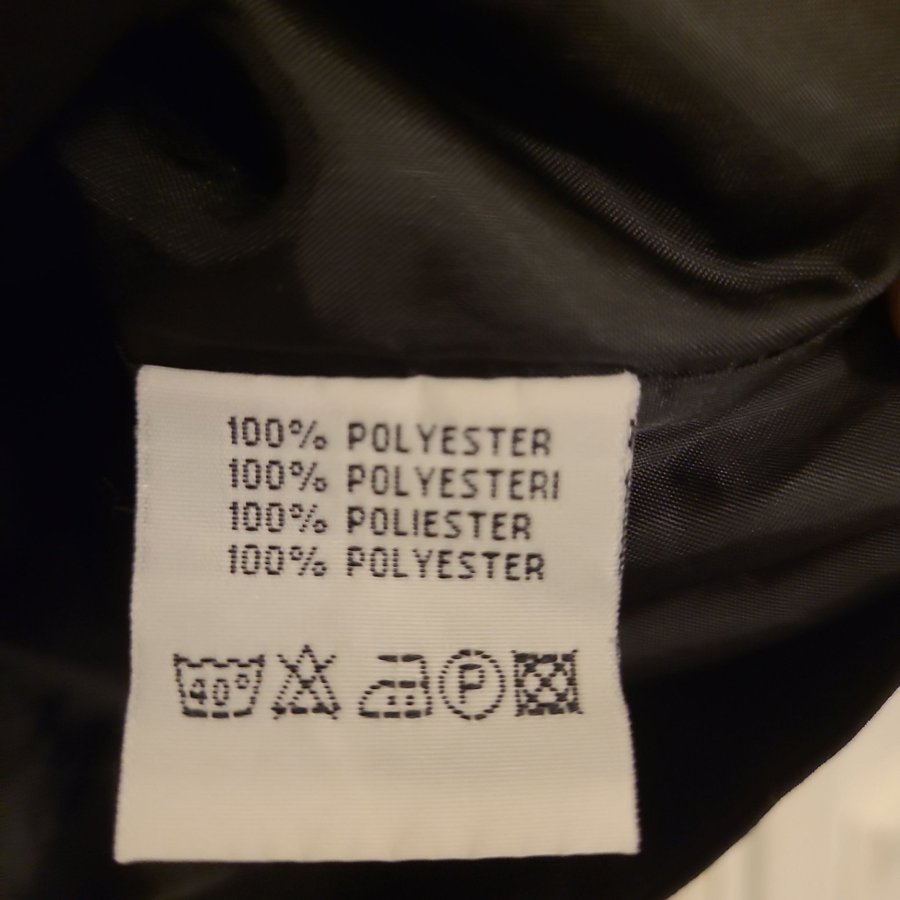 100% POLYESTER
100% POLYESTERI
100% POLIESTER
100% POLYESTER
40° P